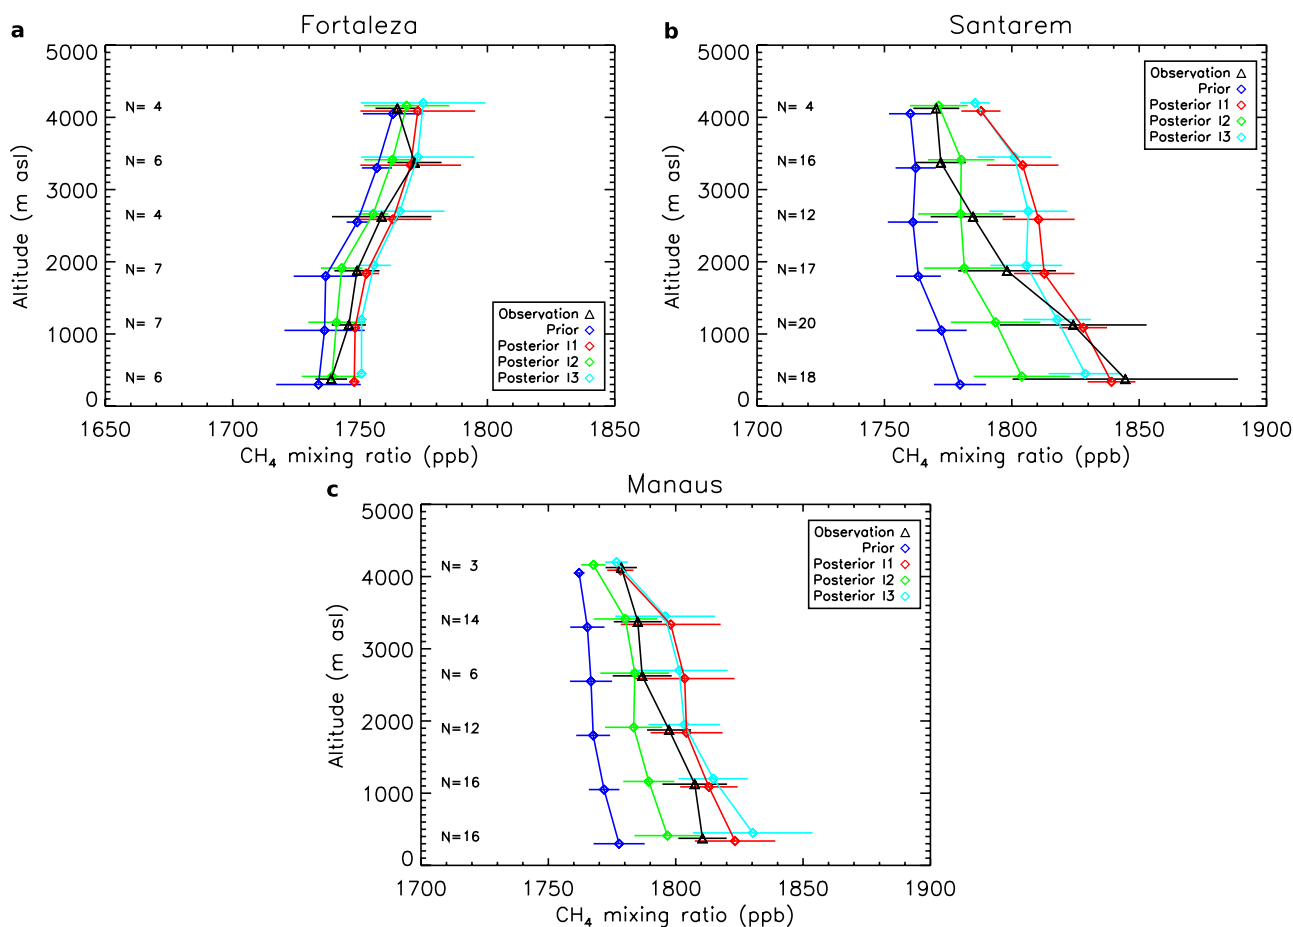 a
Fortaleza
5000
4000
3000
2000
1000
0
Altitude (m asl)
N= 4
N= 6
N= 4
N= 7
N= 7
N= 6
Observation
Prior
Posterior I1
Posterior I2
Posterior I3
1650 1700 1750 1800 1850
CH₄ mixing ratio (ppb)
b
Santarem
5000
4000
3000
2000
1000
0
Altitude (m asl)
N= 4
N=16
N=12
N=17
N=20
N=18
Observation
Prior
Posterior I1
Posterior I2
Posterior I3
1700 1750 1800 1850 1900
CH₄ mixing ratio (ppb)
c
Manaus
5000
4000
3000
2000
1000
0
Altitude (m asl)
N= 3
N=14
N= 6
N=12
N=16
N=16
Observation
Prior
Posterior I1
Posterior I2
Posterior I3
1700 1750 1800 1850 1900
CH₄ mixing ratio (ppb)